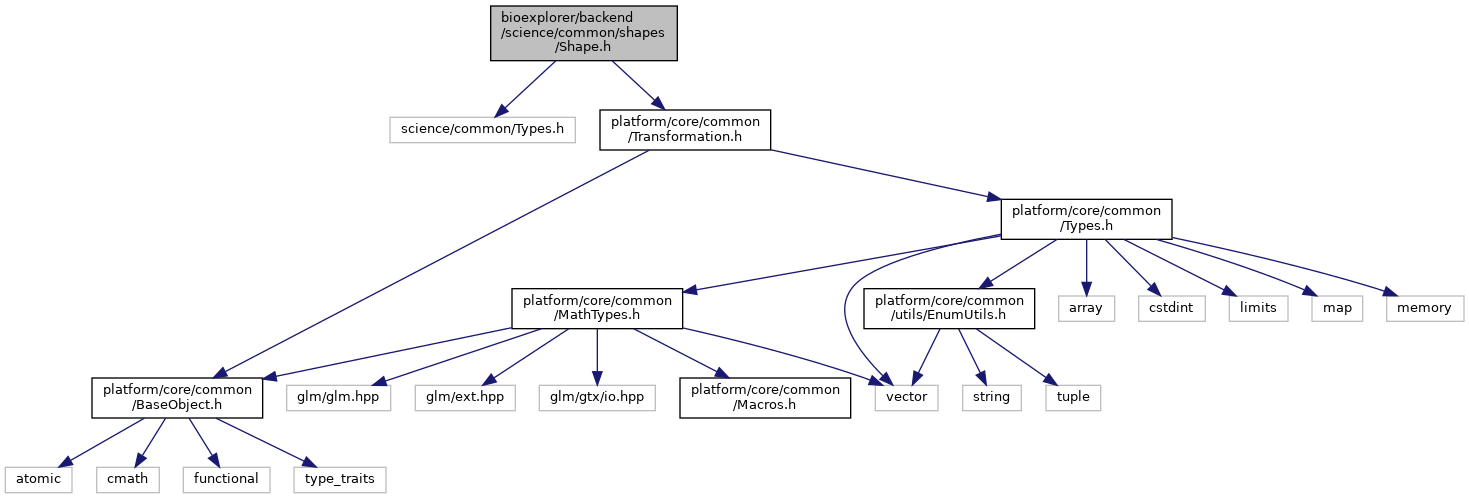 bioexplorer/backend
/science/common/shapes
/Shape.h
science/common/Types.h
platform/core/common
/Transformation.h
platform/core/common
/Types.h
platform/core/common
/MathTypes.h
platform/core/common
/utils/EnumUtils.h
array
cstdint
limits
map
memory
platform/core/common
/BaseObject.h
glm/glm.hpp
glm/ext.hpp
glm/gtx/io.hpp
platform/core/common
/Macros.h
vector
string
tuple
atomic
cmath
functional
type_traits